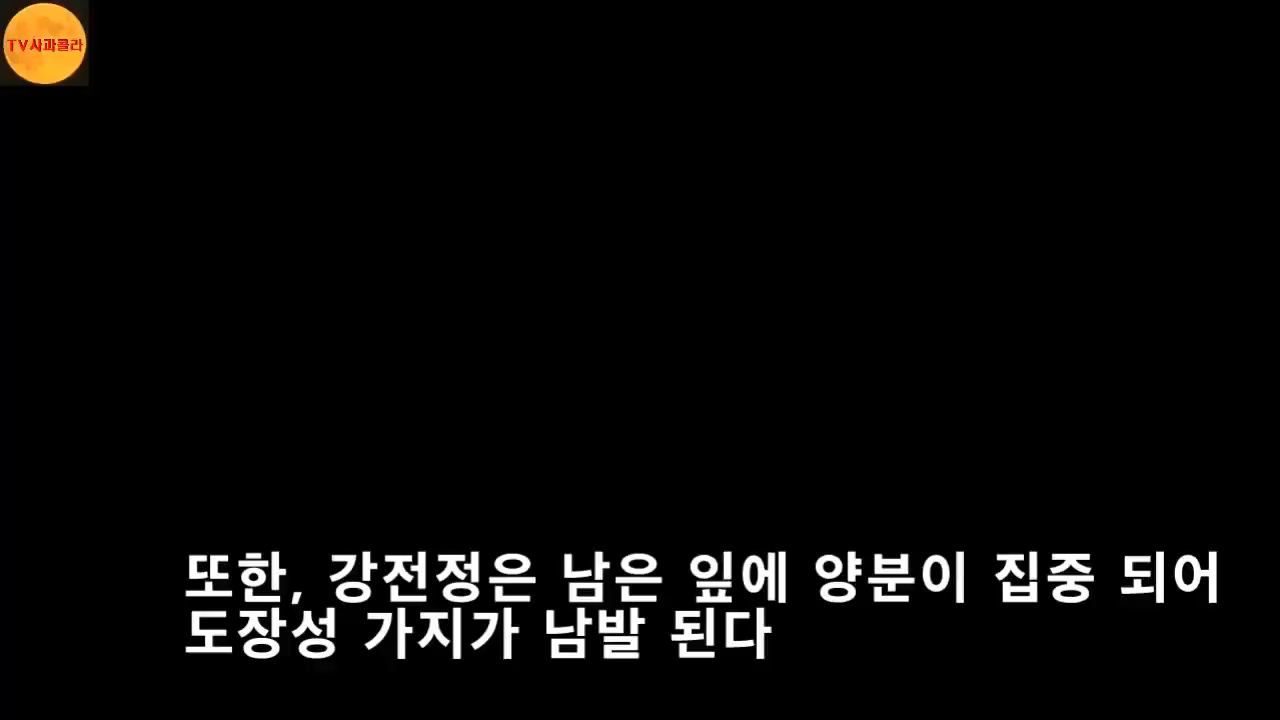 TV사과콜라
또한, 강전정은 남은 잎에 양분이 집중 되어
도장성 가지가 남발 된다